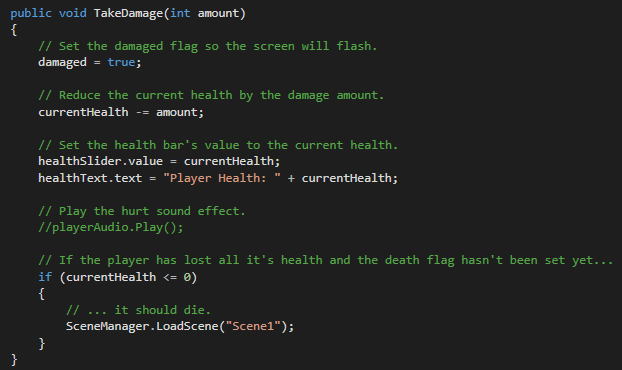 public void TakeDamage(int amount)
{
    // Set the damaged flag so the screen will flash.
    damaged = true;

    // Reduce the current health by the damage amount.
    currentHealth -= amount;

    // Set the health bar's value to the current health.
    healthSlider.value = currentHealth;
    healthText.text = "Player Health: " + currentHealth;

    // Play the hurt sound effect.
    //playerAudio.Play();

    // If the player has lost all it's health and the death flag hasn't been set yet...
    if (currentHealth <= 0)
    {
        // ... it should die.
        SceneManager.LoadScene("Scene1");
    }
}